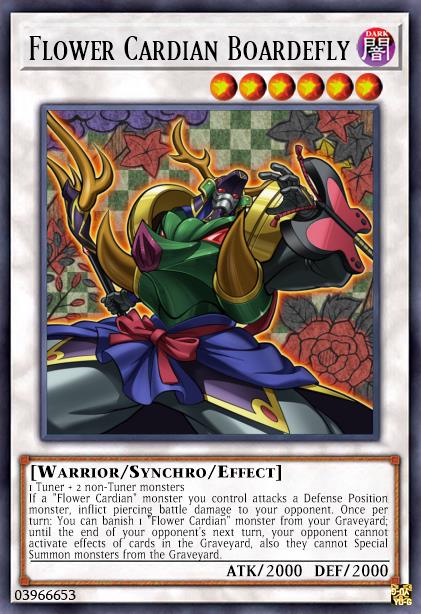 FLOWER CARDIAN BOARDEFLY
DARK
闇
[WARRIOR/SYNCHRO/EFFECT]
1 Tuner + 2 non-Tuner monsters
If a "Flower Cardian" monster you control attacks a Defense Position
monster, inflict piercing battle damage to your opponent. Once per
turn: You can banish 1 "Flower Cardian" monster from your Graveyard;
until the end of your opponent's next turn, your opponent cannot
activate effects of cards in the Graveyard, also they cannot Special
Summon monsters from the Graveyard.
ATK/2000 DEF/2000
03966653